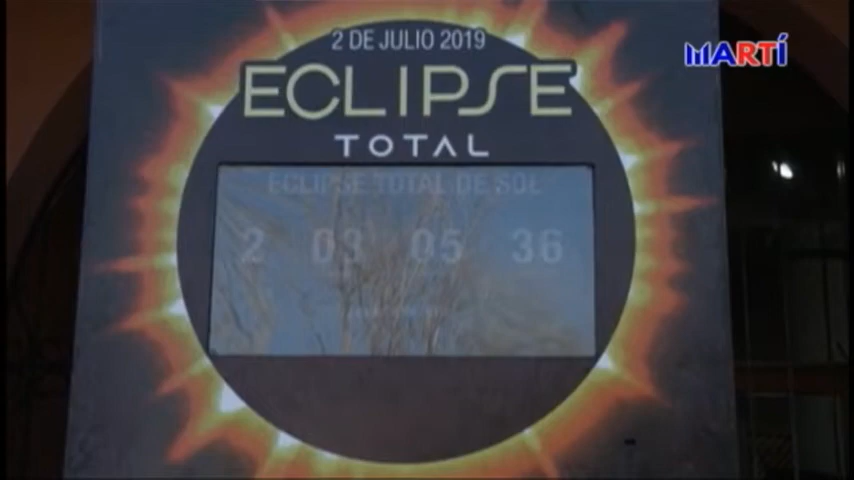 2 DE JULIO 2019
MARTÍ
ECLIPSE
TOTAL
ECLIPSE TOTAL DE SOL
2 03 05 36